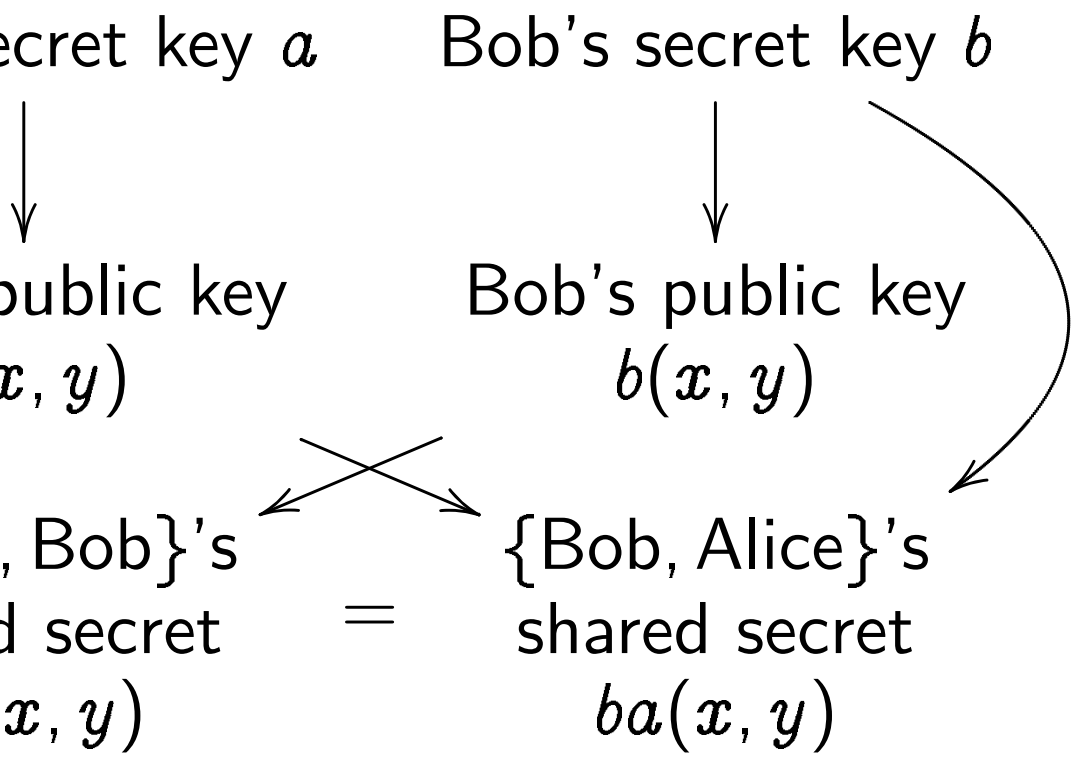 ecret key a Bob's secret key b
public key Bob's public key
x, y) b(x, y)
, Bob}'s {Bob, Alice}'s
d secret = shared secret
x, y) ba(x, y)